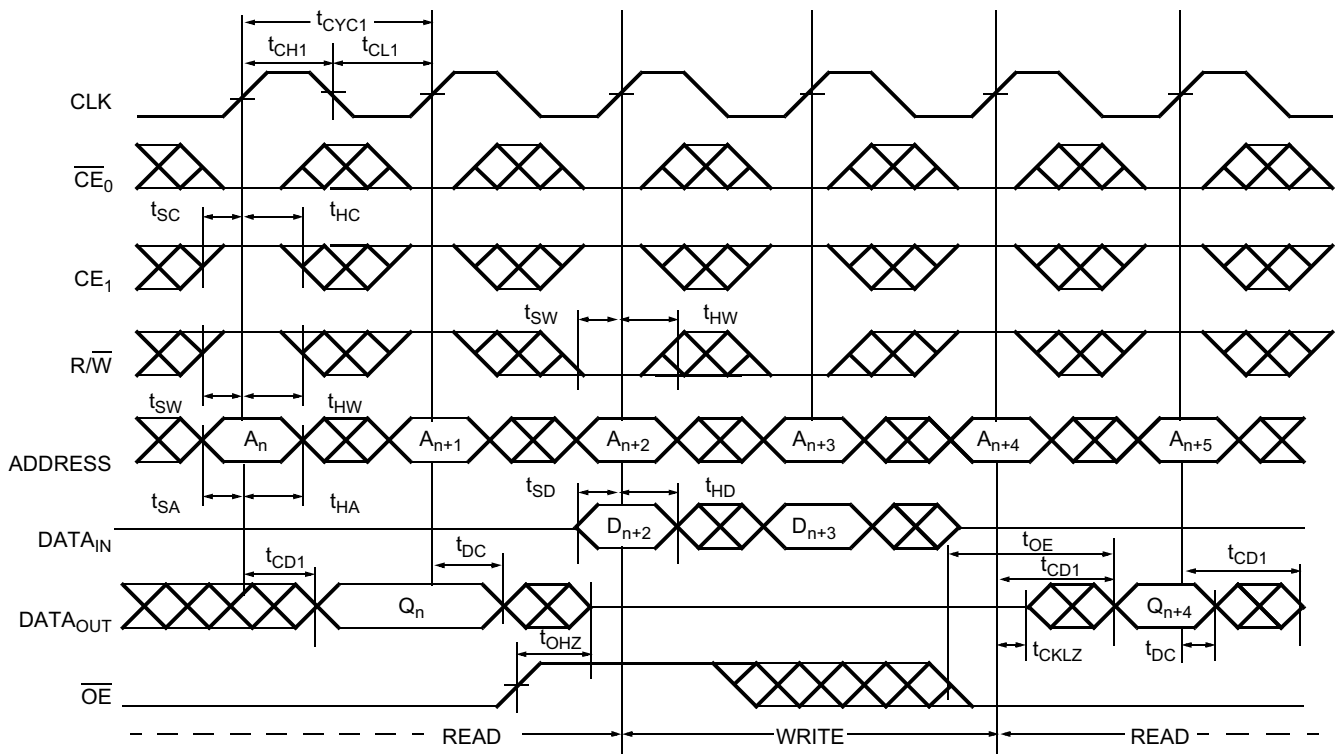 tCYC1
tCH1 tCL1
CLK
CE0
tSC tHC
CE1
tSW tHW
R/W
tSW tHW
An An+1 An+2 An+3 An+4 An+5
ADDRESS
tSA tHA tSD tHD
DATAIN Dn+2 Dn+3
tOE
tCD1 tDC tCD1 tCD1
DATAOUT Qn Qn+4
tOHZ tCKLZ tDC
OE
READ WRITE READ